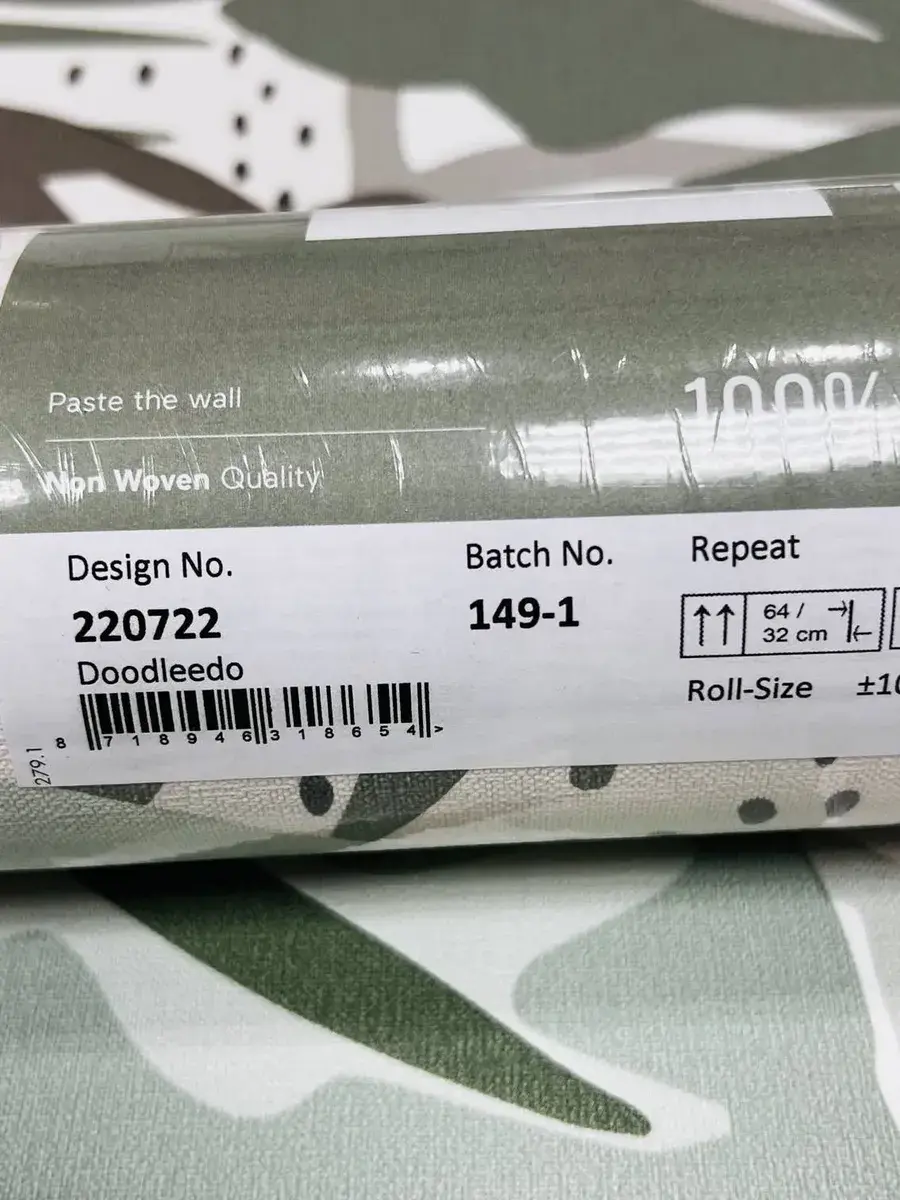 Paste the wall
Non Woven Quality
100%
Design No.
220722
Doodleedo
8 718946 318654 >
279.1
Batch No.
149-1
Repeat
64 /
32 cm
Roll-Size